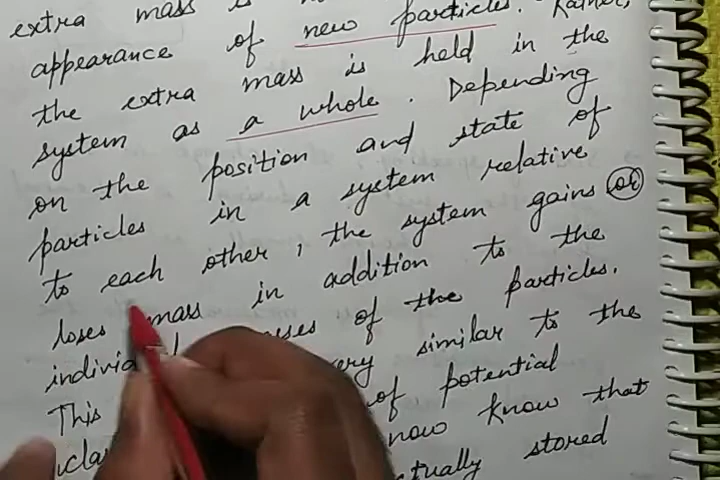 extra mass is
appearance of new particles. Rather,
the extra mass is held in the
system as a whole. Depending
on the position and state of
particles in a system relative
to each other, the system gains or
loses mass in addition to the
of the particles.
This similar to the
of potential
now know that
stored